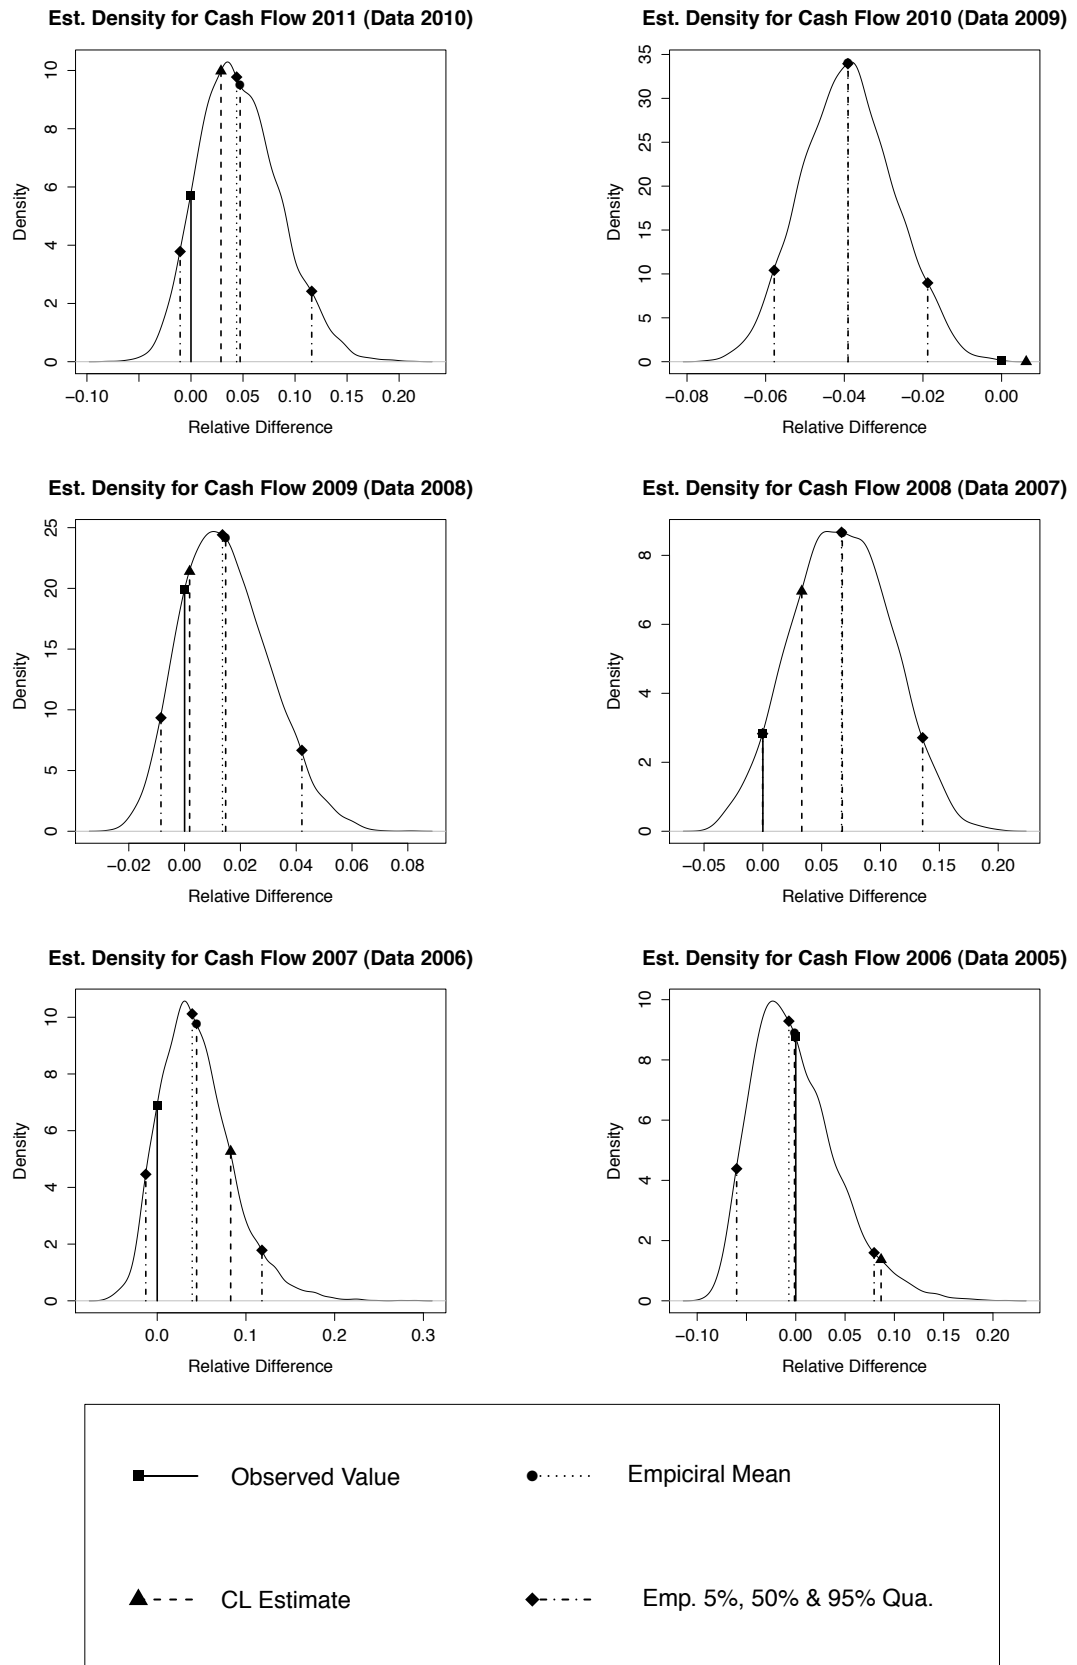 Est. Density for Cash Flow 2011 (Data 2010)
Density
0 2 4 6 8 10
−0.10 0.00 0.05 0.10 0.15 0.20
Relative Difference
Est. Density for Cash Flow 2010 (Data 2009)
Density
0 5 10 15 20 25 30 35
−0.08 −0.06 −0.04 −0.02 0.00
Relative Difference
Est. Density for Cash Flow 2009 (Data 2008)
Density
0 5 10 15 20 25
−0.02 0.00 0.02 0.04 0.06 0.08
Relative Difference
Est. Density for Cash Flow 2008 (Data 2007)
Density
0 2 4 6 8
−0.05 0.00 0.05 0.10 0.15 0.20
Relative Difference
Est. Density for Cash Flow 2007 (Data 2006)
Density
0 2 4 6 8 10
0.0 0.1 0.2 0.3
Relative Difference
Est. Density for Cash Flow 2006 (Data 2005)
Density
0 2 4 6 8 10
−0.10 0.00 0.05 0.10 0.15 0.20
Relative Difference
Observed Value
Empiciral Mean
CL Estimate
Emp. 5%, 50% & 95% Qua.